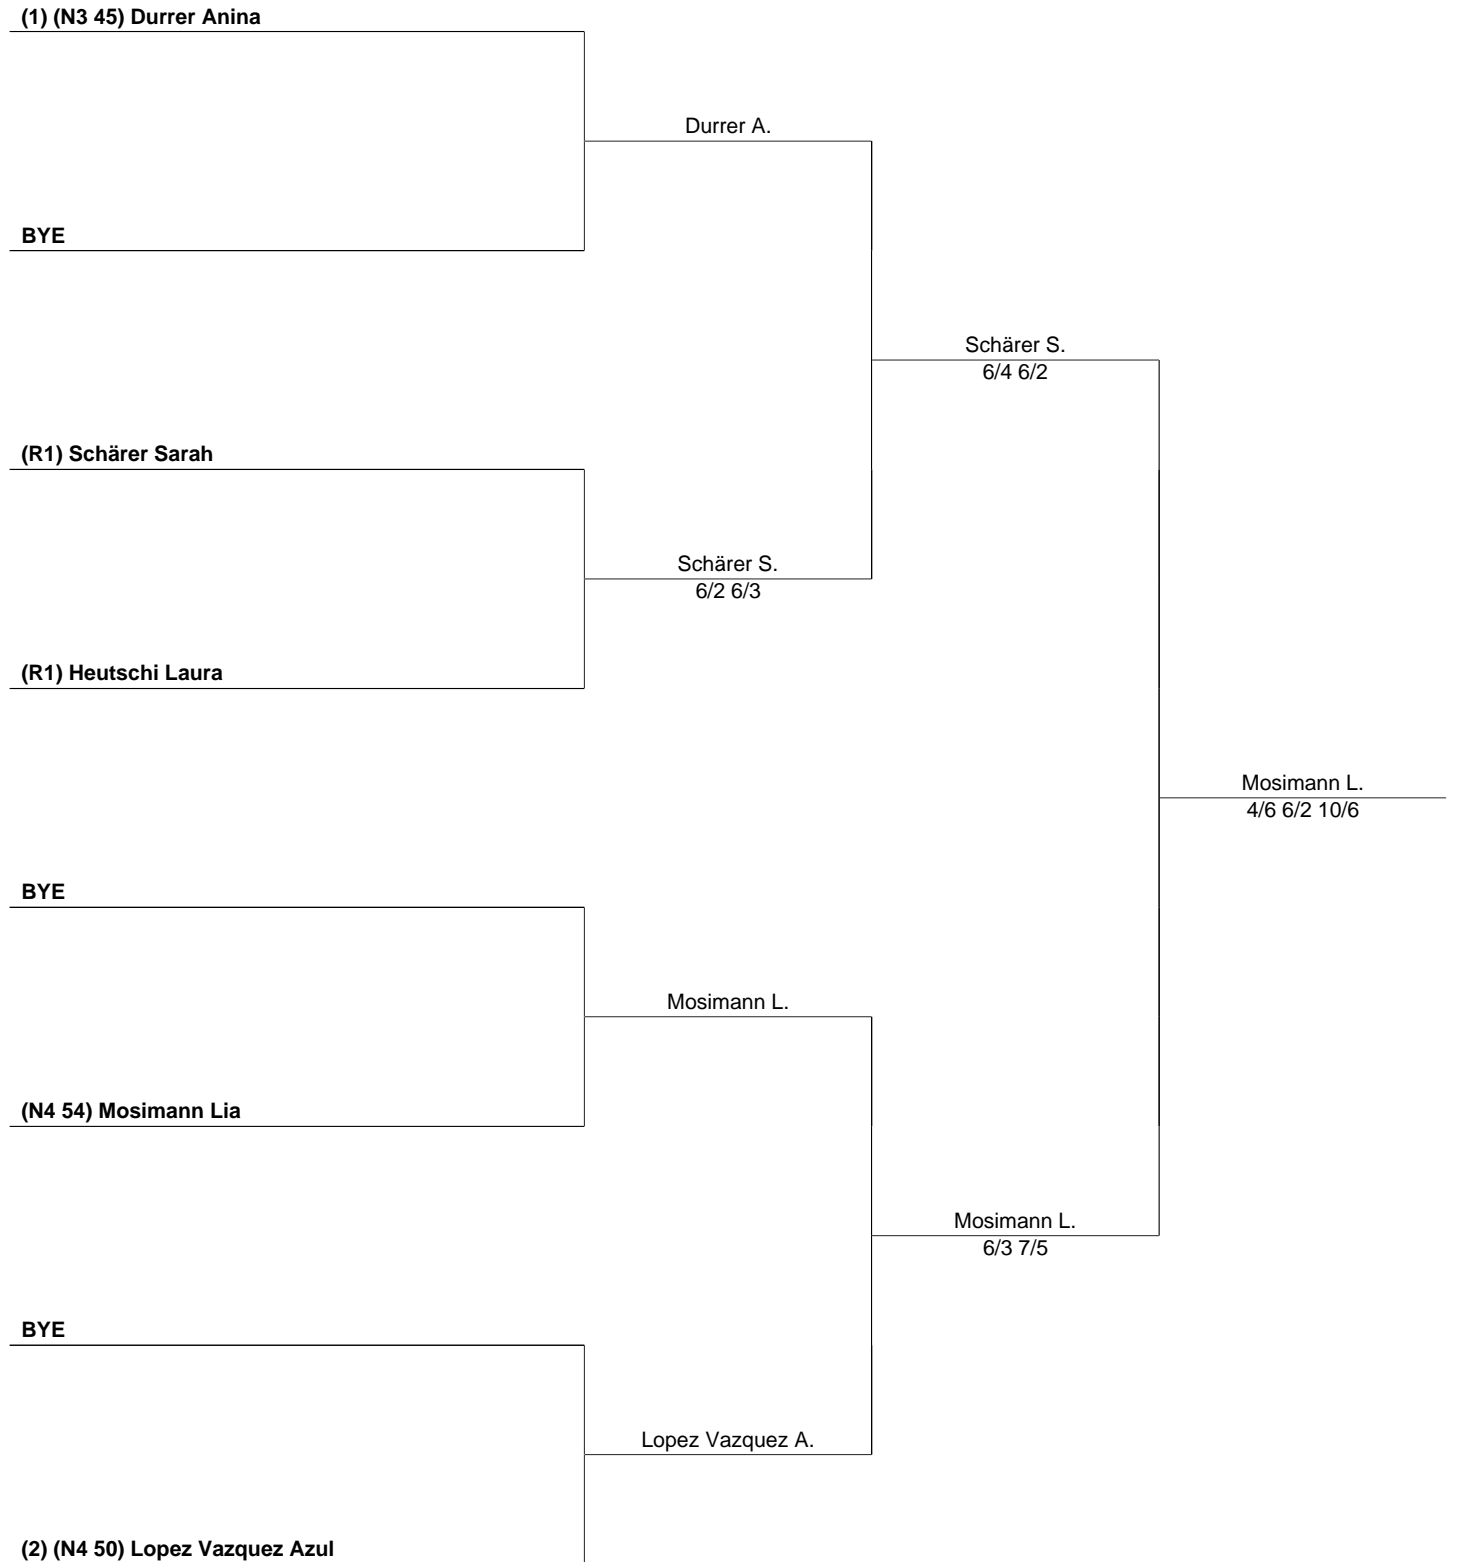 (1) (N3 45) Durrer Anina
Durrer A.
BYE
Schärer S.
6/4 6/2
(R1) Schärer Sarah
Schärer S.
6/2 6/3
(R1) Heutschi Laura
Mosimann L.
4/6 6/2 10/6
BYE
Mosimann L.
(N4 54) Mosimann Lia
Mosimann L.
6/3 7/5
BYE
Lopez Vazquez A.
(2) (N4 50) Lopez Vazquez Azul